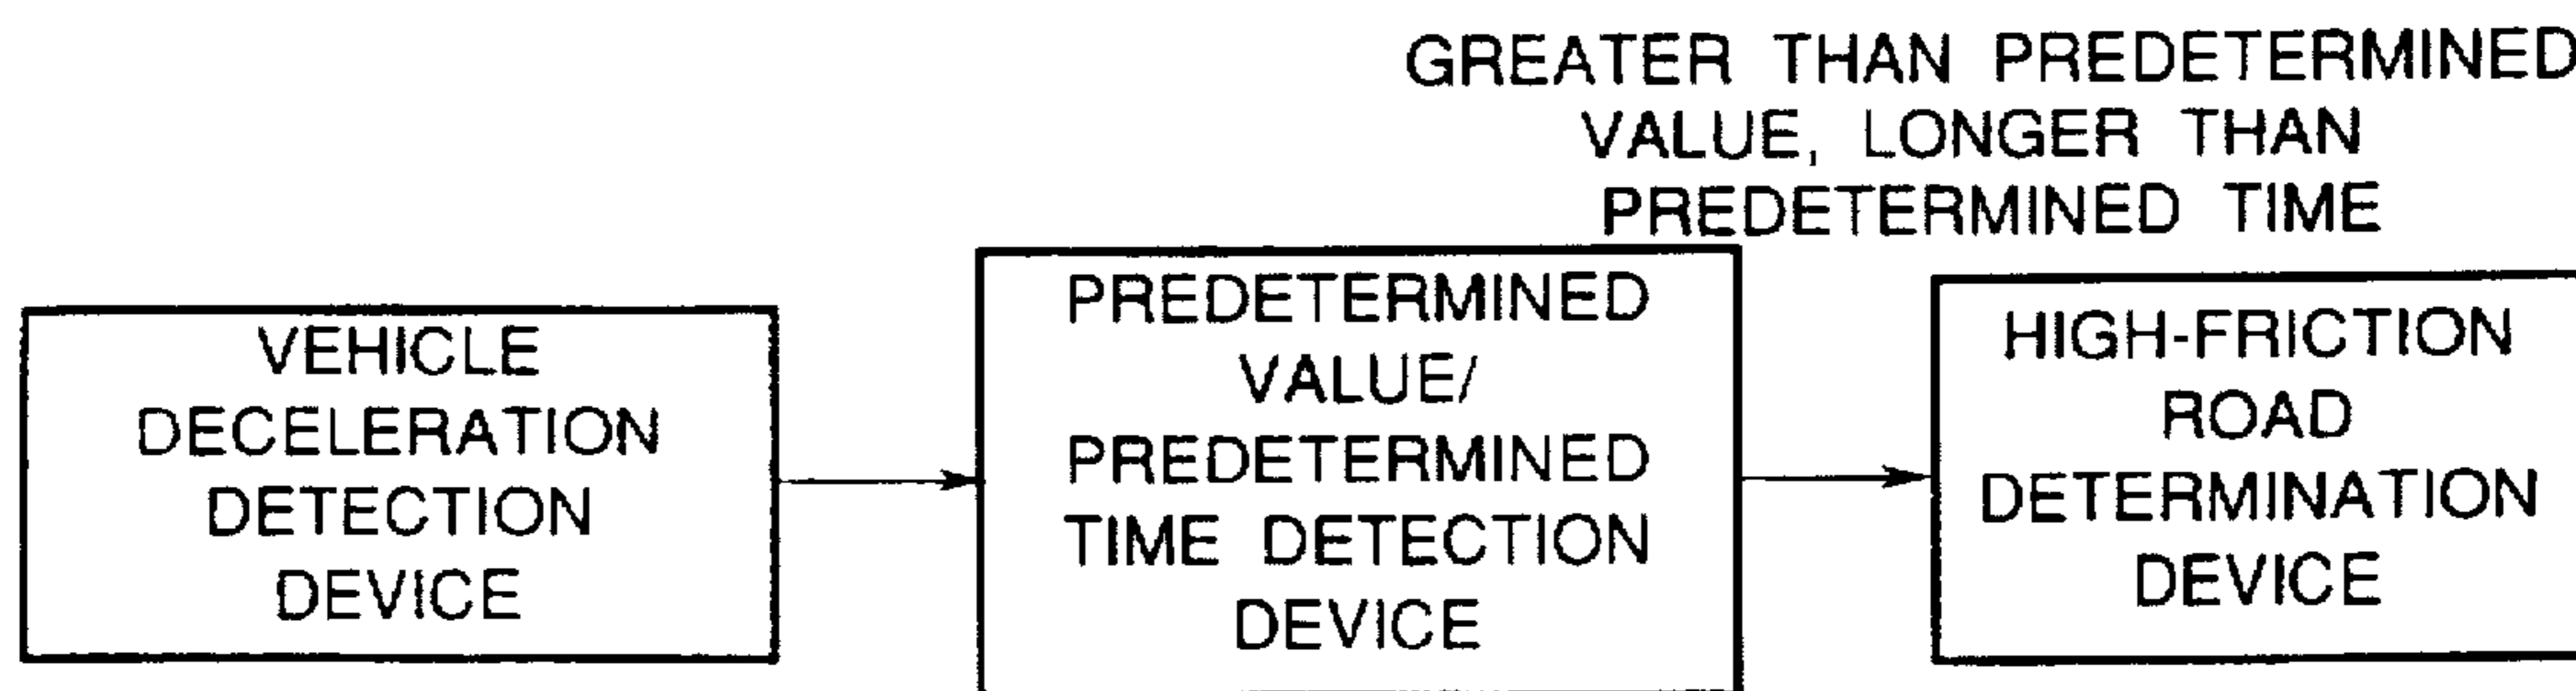 GREATER THAN PREDETERMINED
VALUE, LONGER THAN
PREDETERMINED TIME
VEHICLE
DECELERATION
DETECTION
DEVICE
PREDETERMINED
VALUE/
PREDETERMINED
TIME DETECTION
DEVICE
HIGH-FRICTION
ROAD
DETERMINATION
DEVICE